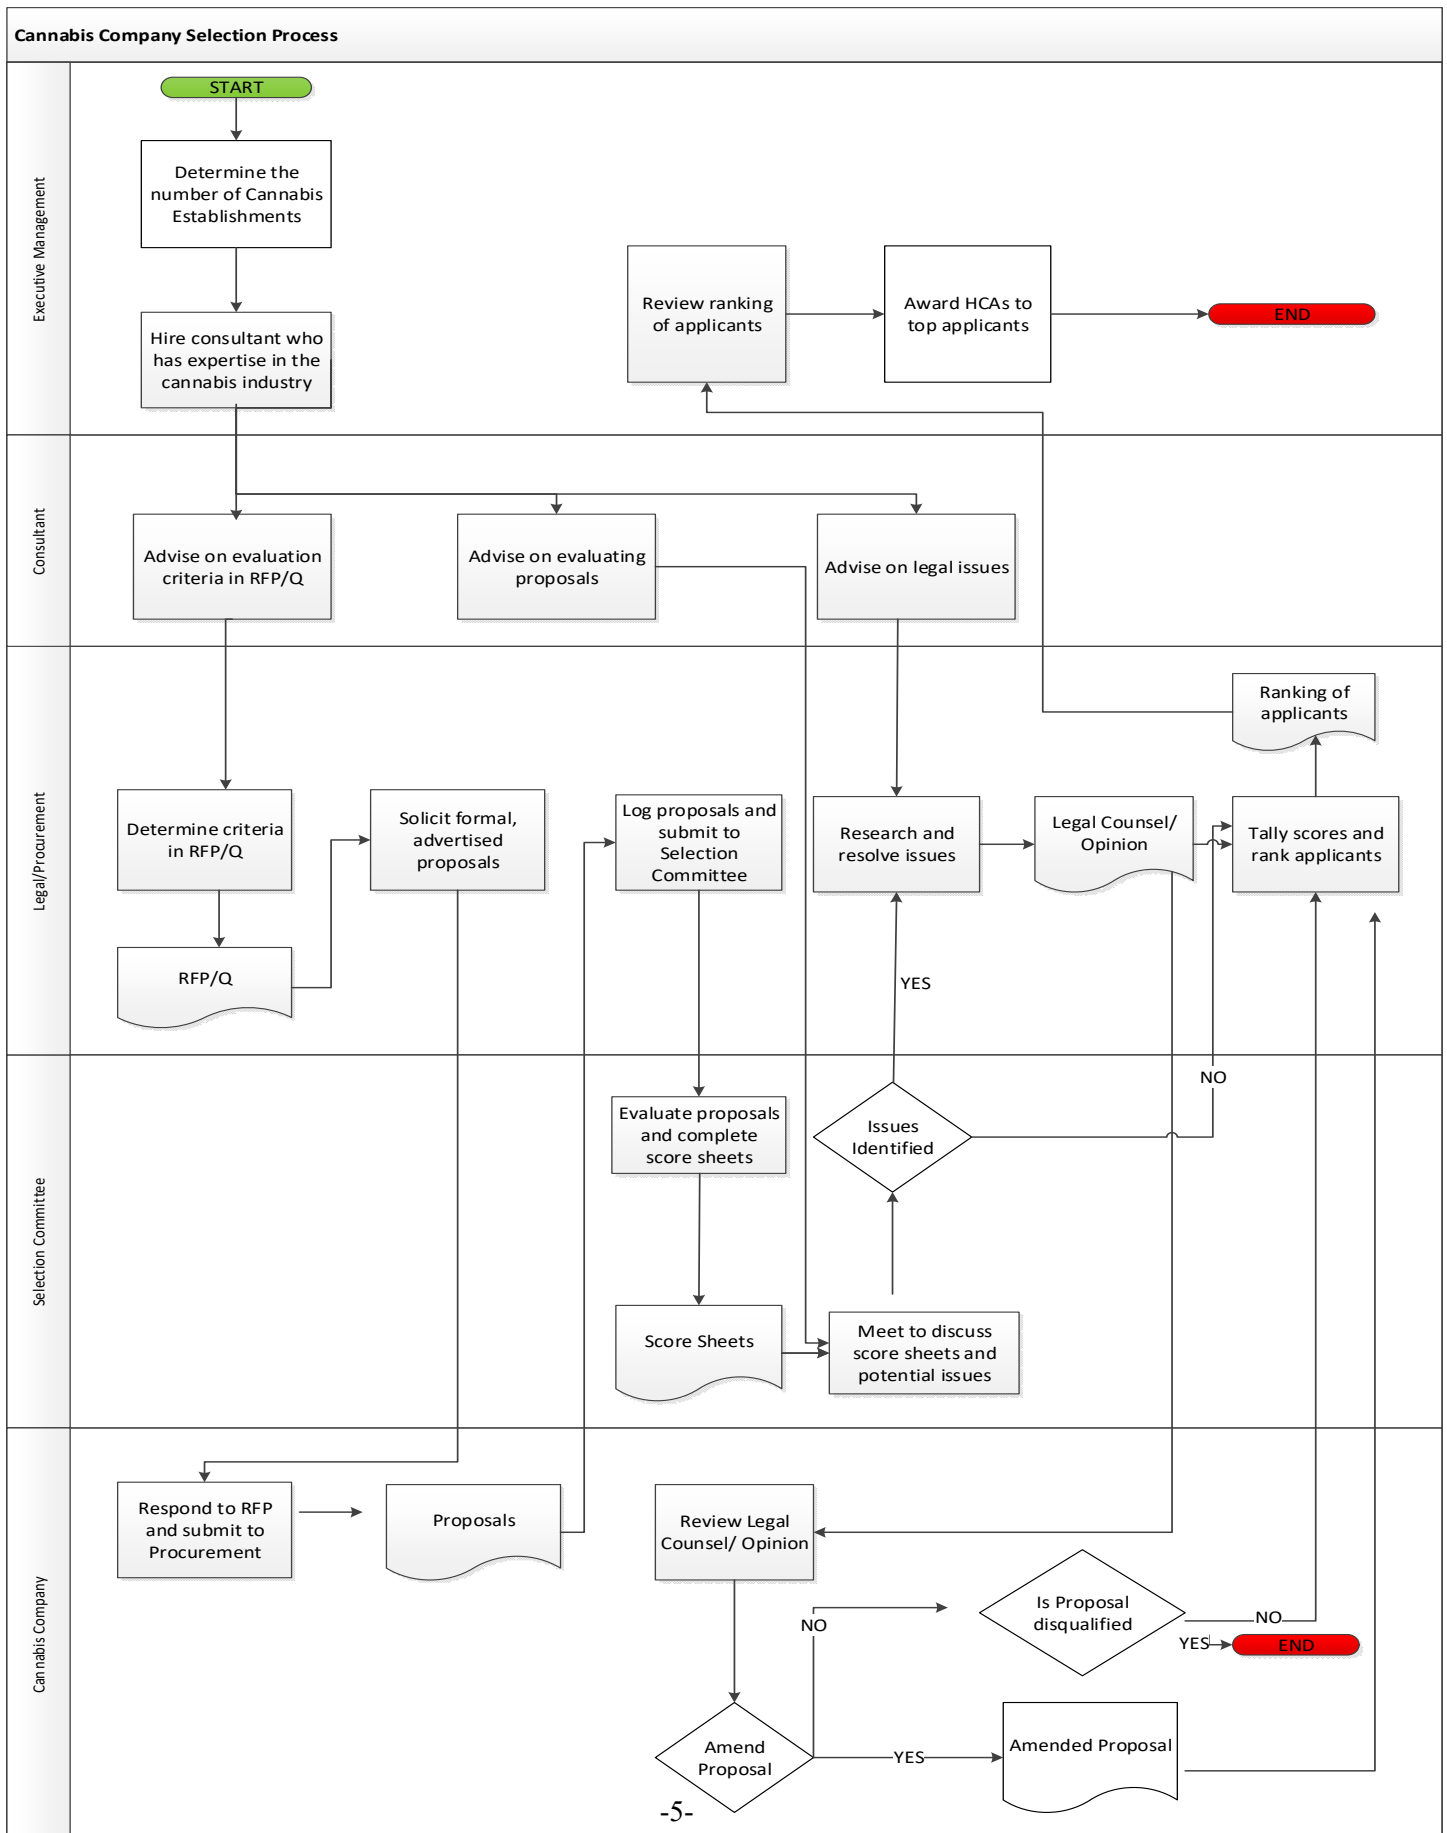 Cannabis Company Selection Process
Executive Management
START
Determine the
number of Cannabis
Establishments
Hire consultant who
has expertise in the
cannabis industry
Review ranking
of applicants
Award HCAs to
top applicants
END
Consultant
Advise on evaluation
criteria in RFP/Q
Advise on evaluating
proposals
Advise on legal issues
Legal/Procurement
Ranking of
applicants
Determine criteria
in RFP/Q
Solicit formal,
advertised
proposals
Log proposals and
submit to
Selection
Committee
Research and
resolve issues
Legal Counsel/
Opinion
Tally scores and
rank applicants
RFP/Q
YES
Selection Committee
NO
Evaluate proposals
and complete
score sheets
Issues
Identified
Score Sheets
Meet to discuss
score sheets and
potential issues
Cannabis Company
Respond to RFP
and submit to
Procurement
Proposals
Review Legal
Counsel/ Opinion
NO
Is Proposal
disqualified
NO
YES
END
Amend
Proposal
YES
Amended Proposal
-5-